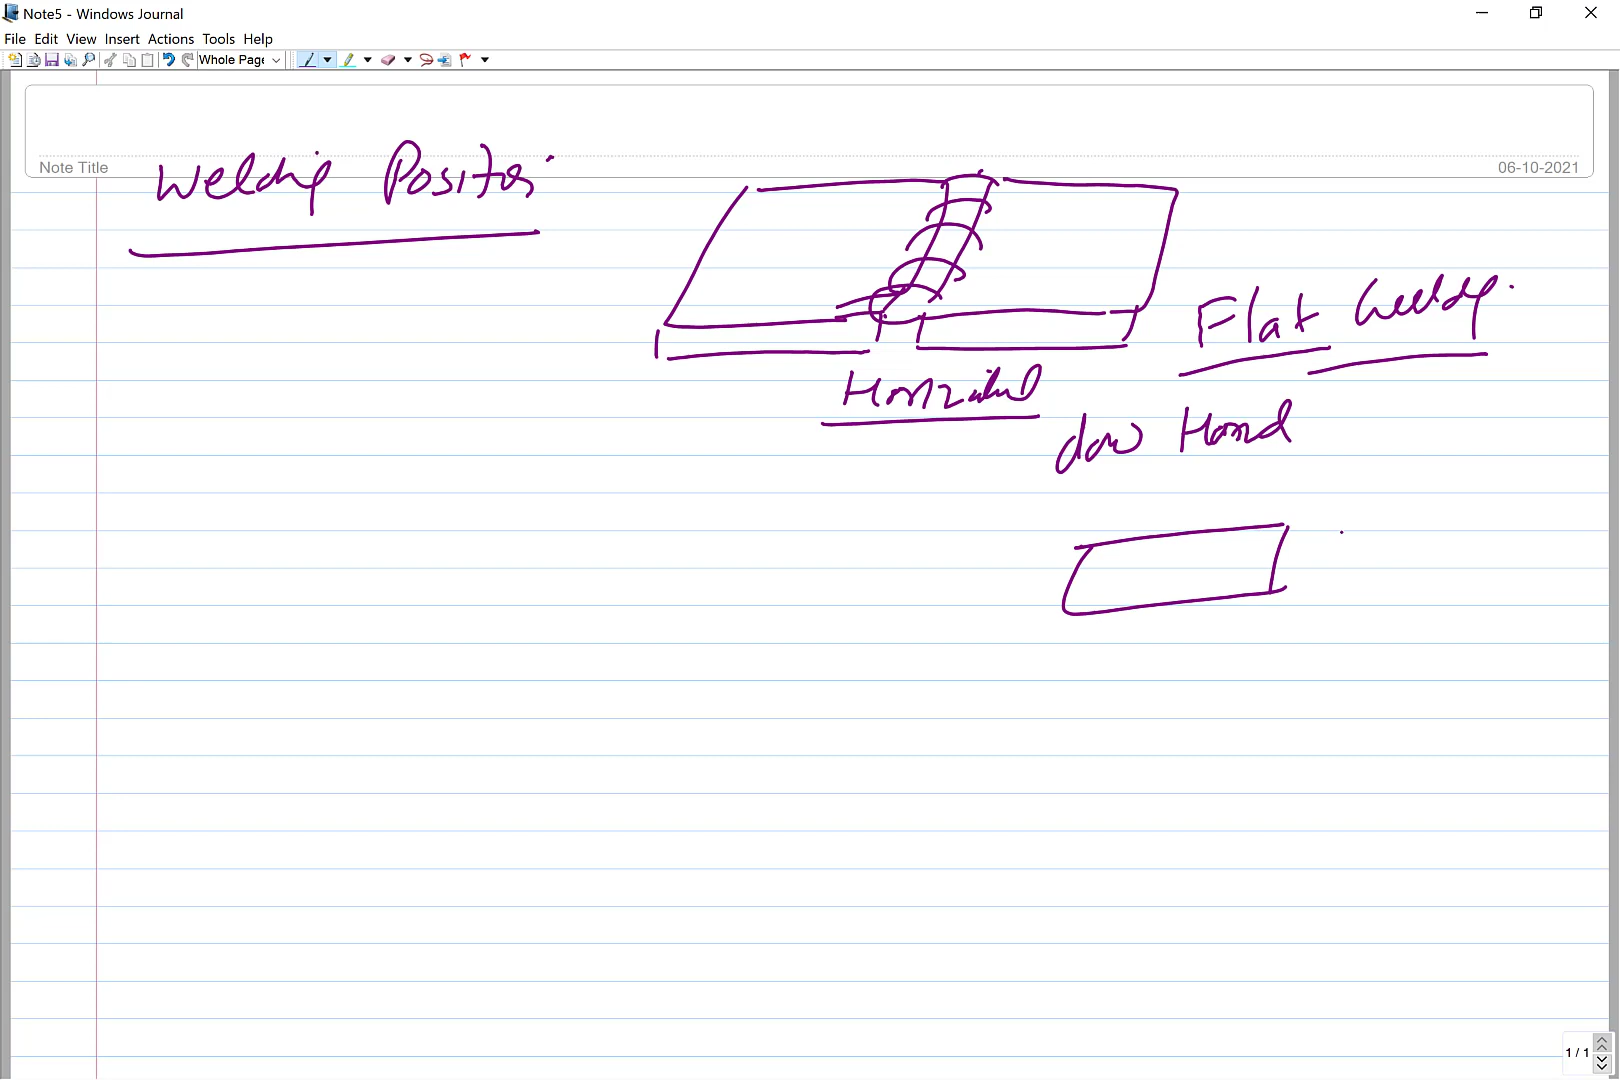 Note5 - Windows Journal
File Edit View Insert Actions Tools Help
Whole Page
Note Title
06-10-2021
Welding Position
Flat Welding
Horizontal
down Hand
1 / 1